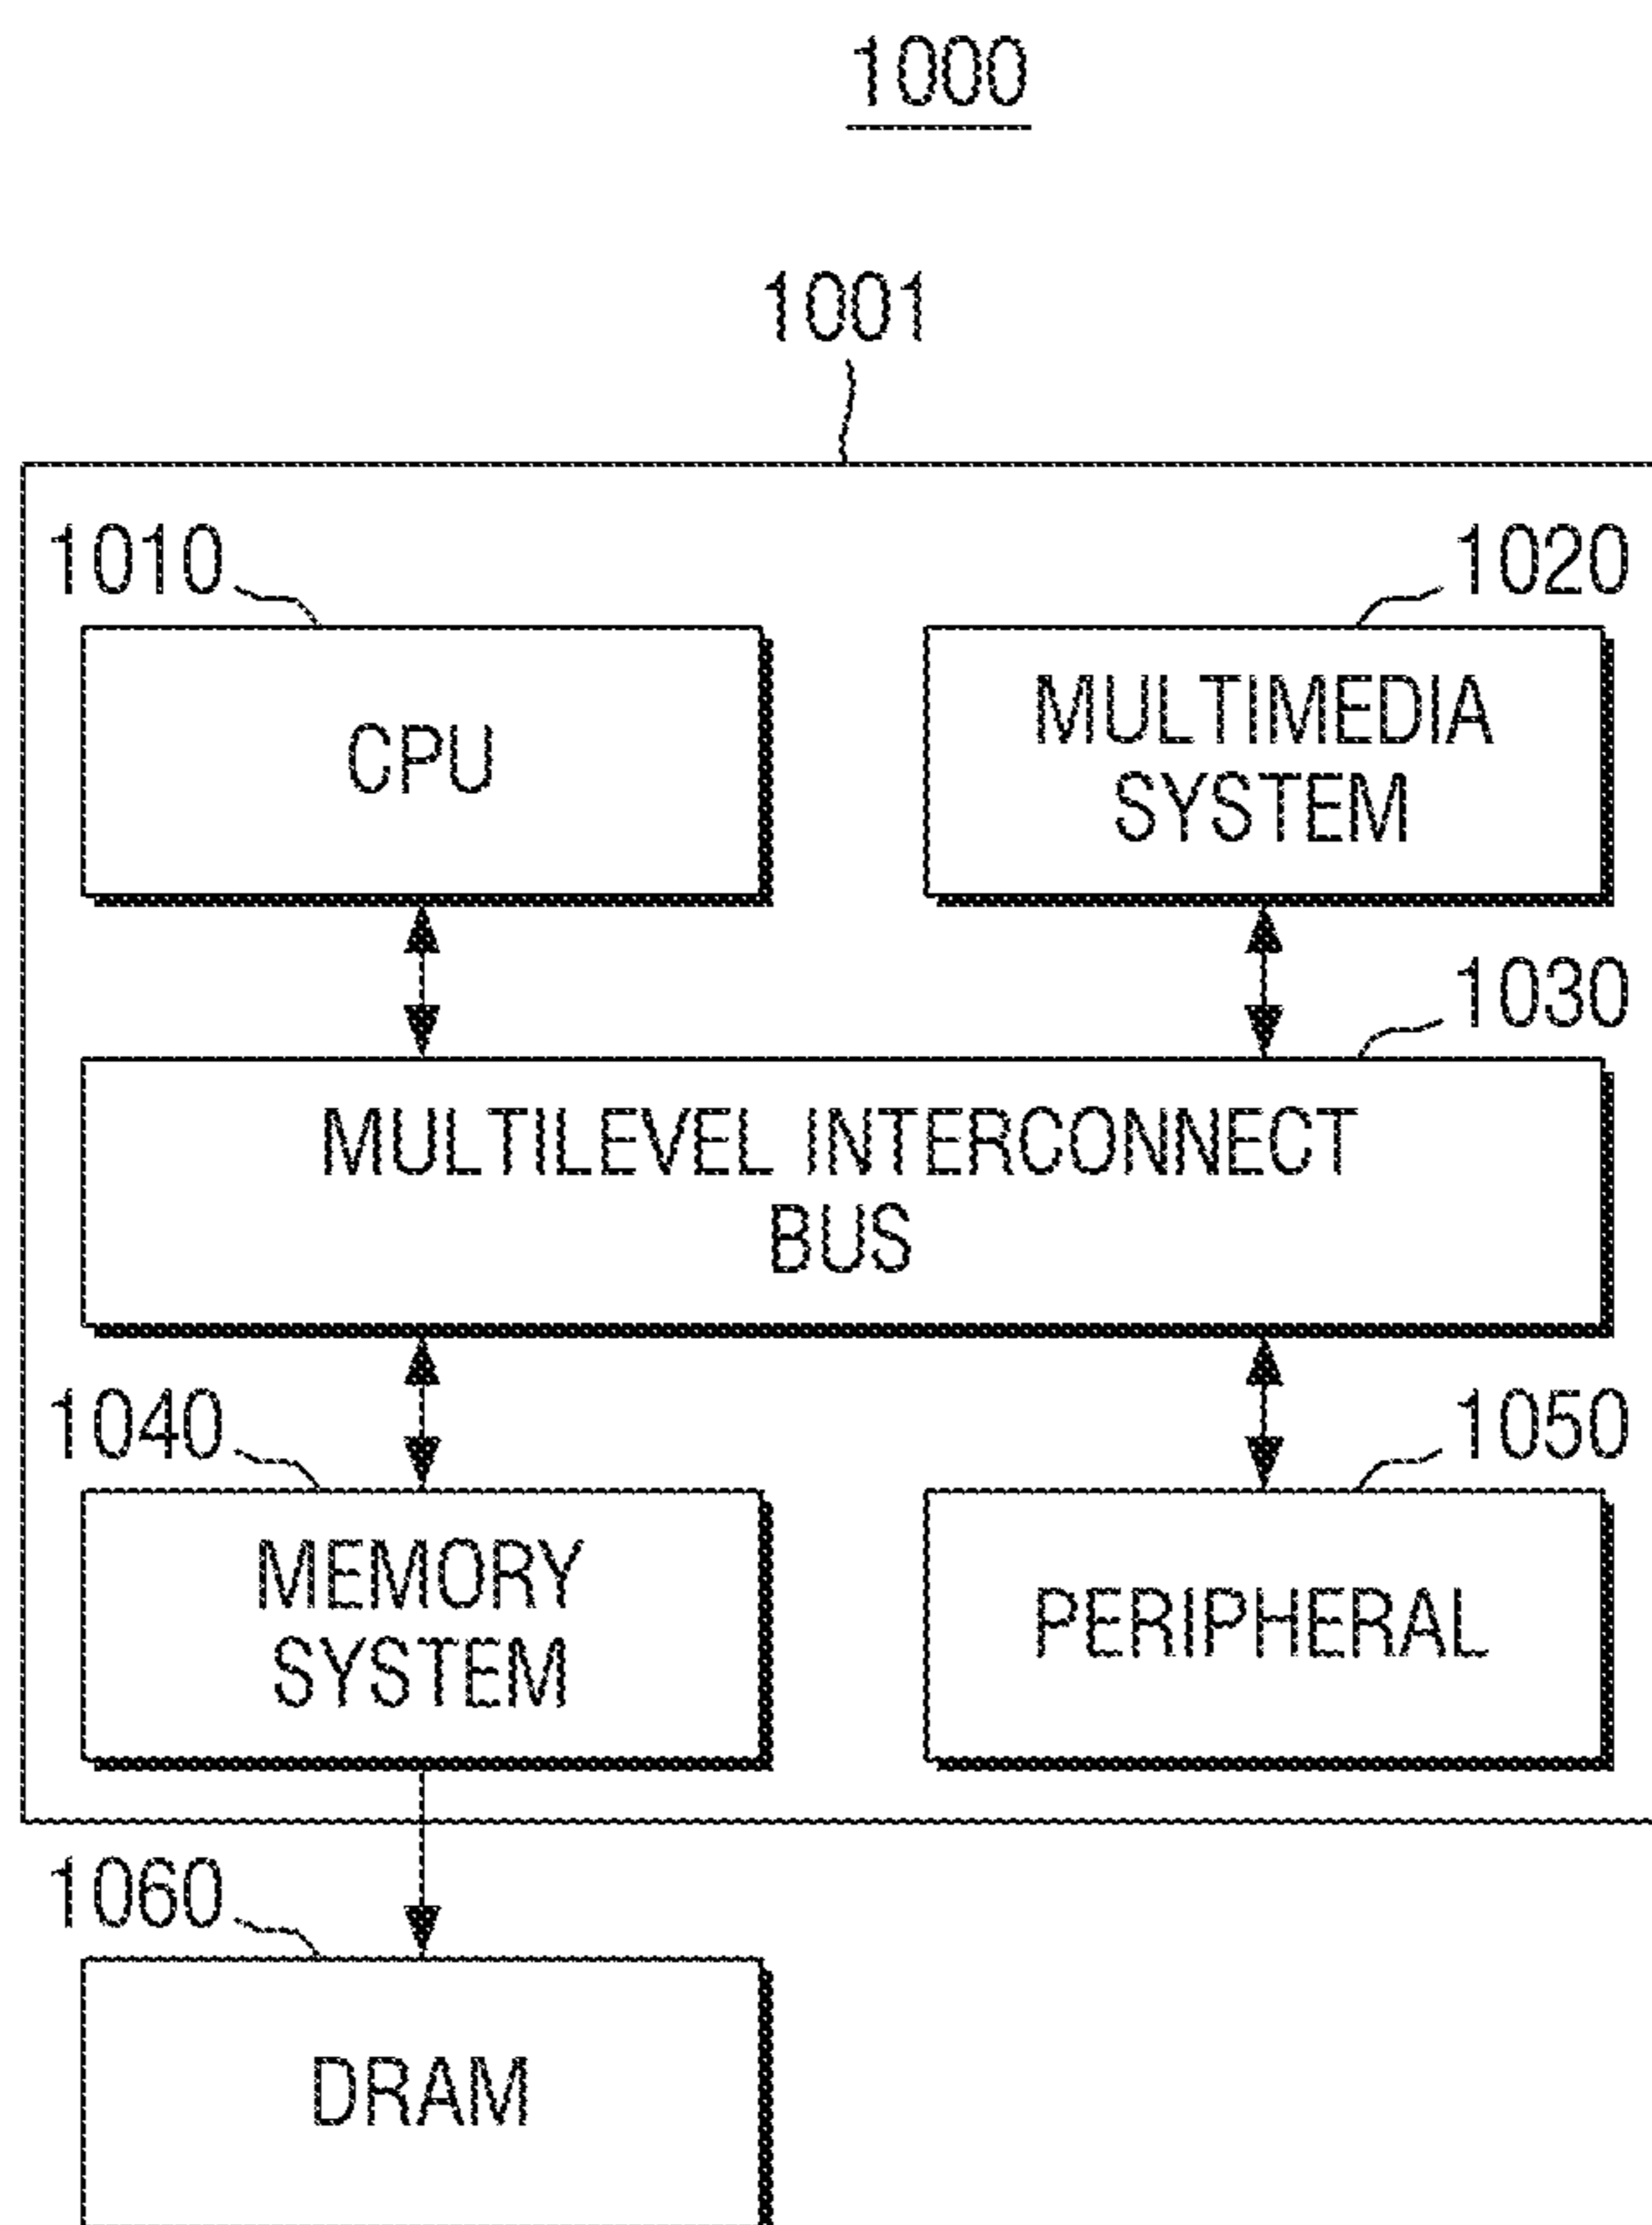 1000
1001
1010
1020
CPU
MULTIMEDIA
SYSTEM
1030
MULTILEVEL INTERCONNECT
BUS
1040
1050
MEMORY
SYSTEM
PERIPHERAL
1060
DRAM